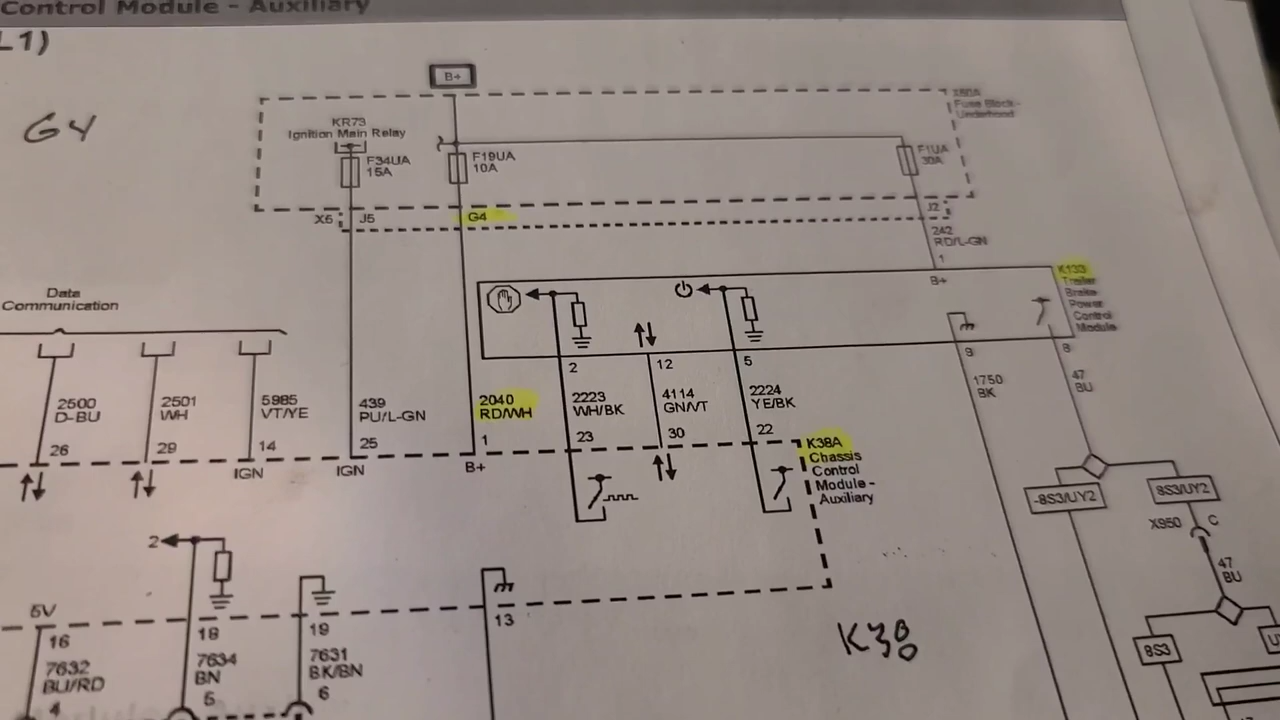 Control Module - Auxiliary
L1)
G4
B+
X50A
Fuse Block-
Underhood
KR73
Ignition Main Relay
F34UA
15A
F19UA
10A
F1UA
30A
X5
J5
G4
J2
242
RD/L-GN
1
B+
K133
Trailer
Brake
Power
Control
Module
Data
Communication
2
12
5
9
8
2500
D-BU
2501
WH
5985
VT/YE
439
PU/L-GN
2040
RD/WH
2223
WH/BK
4114
GN/VT
2224
YE/BK
1750
BK
47
BU
26
29
14
25
1
23
30
22
IGN
IGN
B+
K38A
Chassis
Control
Module -
Auxiliary
-8S3/UY2
8S3/UY2
X950
C
47
BU
2
5V
16
18
19
13
K38
8S3
U
7632
BU/RD
7634
BN
7631
BK/BN
4
5
6